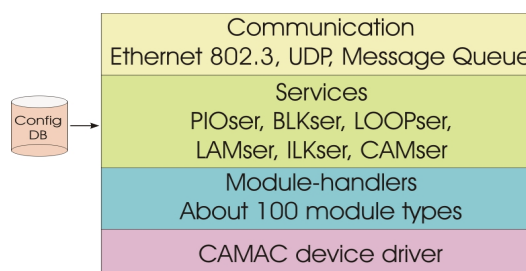 Communication
Ethernet 802.3, UDP, Message Queue
Config
DB
Services
PIOser, BLKser, LOOPser,
LAMser, ILKser, CAMser
Module-handlers
About 100 module types
CAMAC device driver